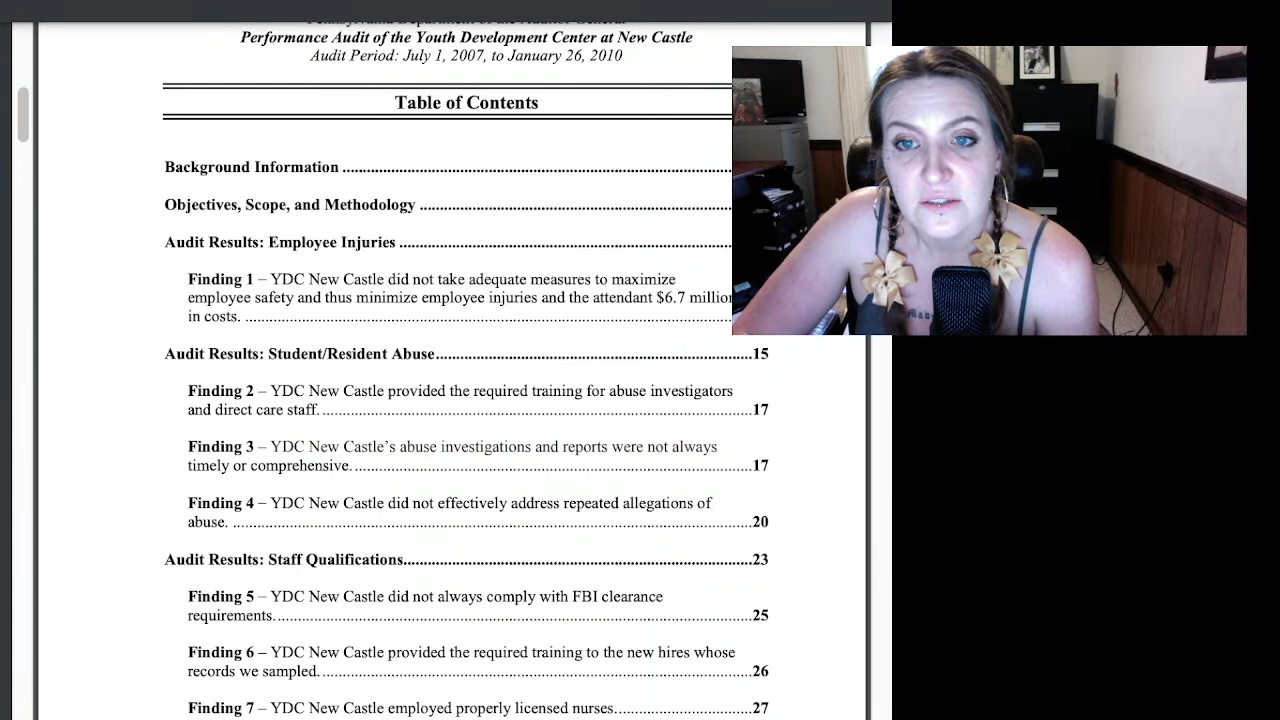 Pennsylvania Department of the Auditor General
Performance Audit of the Youth Development Center at New Castle
Audit Period: July 1, 2007, to January 26, 2010
Table of Contents
Background Information
Objectives, Scope, and Methodology
Audit Results: Employee Injuries
Finding 1 – YDC New Castle did not take adequate measures to maximize
employee safety and thus minimize employee injuries and the attendant $6.7 million
in costs.
Audit Results: Student/Resident Abuse 15
Finding 2 – YDC New Castle provided the required training for abuse investigators
and direct care staff. 17
Finding 3 – YDC New Castle’s abuse investigations and reports were not always
timely or comprehensive. 17
Finding 4 – YDC New Castle did not effectively address repeated allegations of
abuse. 20
Audit Results: Staff Qualifications 23
Finding 5 – YDC New Castle did not always comply with FBI clearance
requirements. 25
Finding 6 – YDC New Castle provided the required training to the new hires whose
records we sampled. 26
Finding 7 – YDC New Castle employed properly licensed nurses. 27